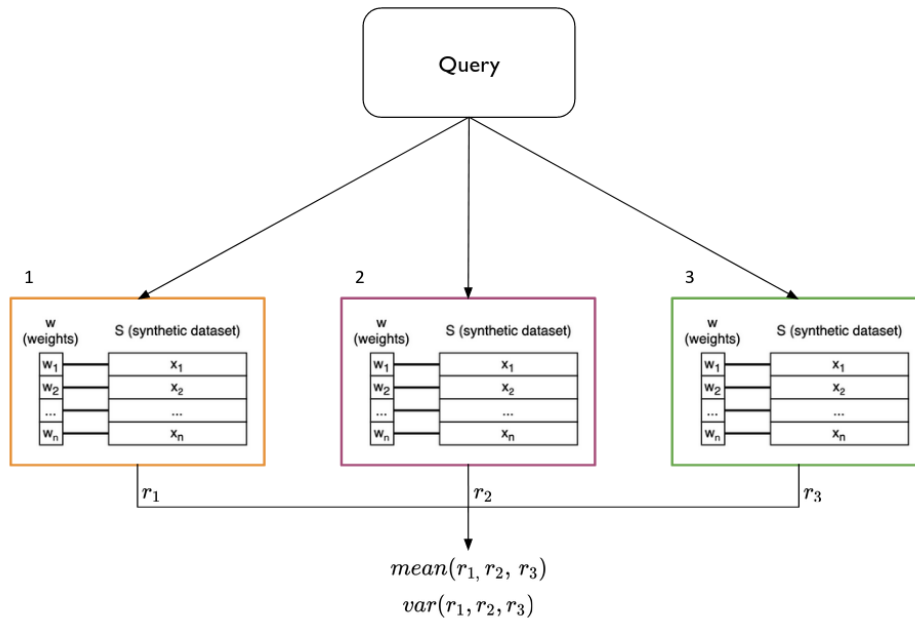 Query
1
w
(weights)
S (synthetic dataset)
w1
x1
w2
x2
...
...
wn
xn
2
w
(weights)
S (synthetic dataset)
w1
x1
w2
x2
...
...
wn
xn
3
w
(weights)
S (synthetic dataset)
w1
x1
w2
x2
...
...
wn
xn
r1
r2
r3
mean(r1, r2, r3)
var(r1, r2, r3)